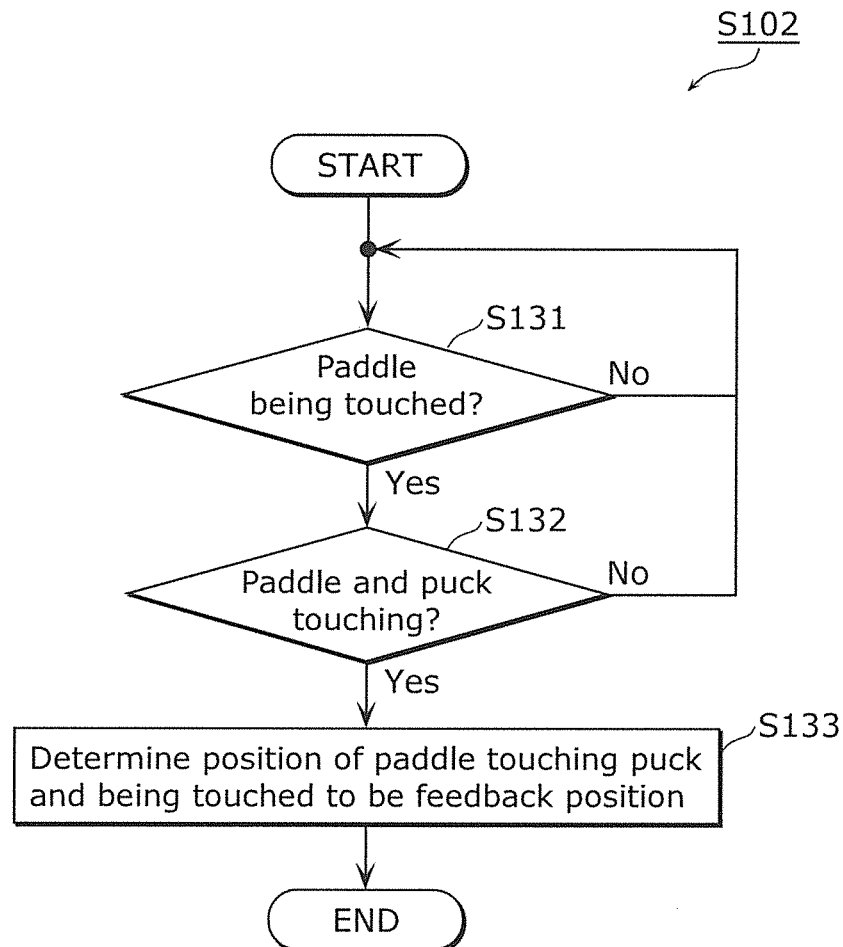 S102
START
S131
Paddle
being touched?
No
Yes
S132
Paddle and puck
touching?
No
Yes
S133
Determine position of paddle touching puck
and being touched to be feedback position
END